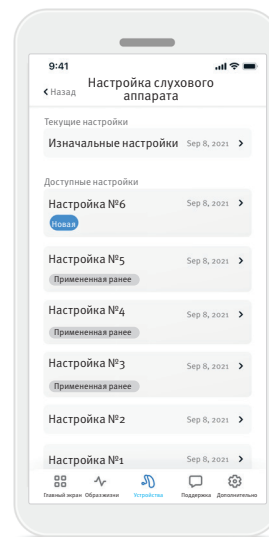 9:41
Назад
Настройка слухового
аппарата
Текущие настройки
Изначальные настройки Sep 8, 2021
Доступные настройки
Настройка №6 Sep 8, 2021
Новая
Настройка №5 Sep 8, 2021
Примененная ранее
Настройка №4 Sep 8, 2021
Примененная ранее
Настройка №3 Sep 8, 2021
Примененная ранее
Настройка №2 Sep 8, 2021
Настройка №1 Sep 8, 2021
Главный экран Образ жизни Устройства Поддержка Дополнительно